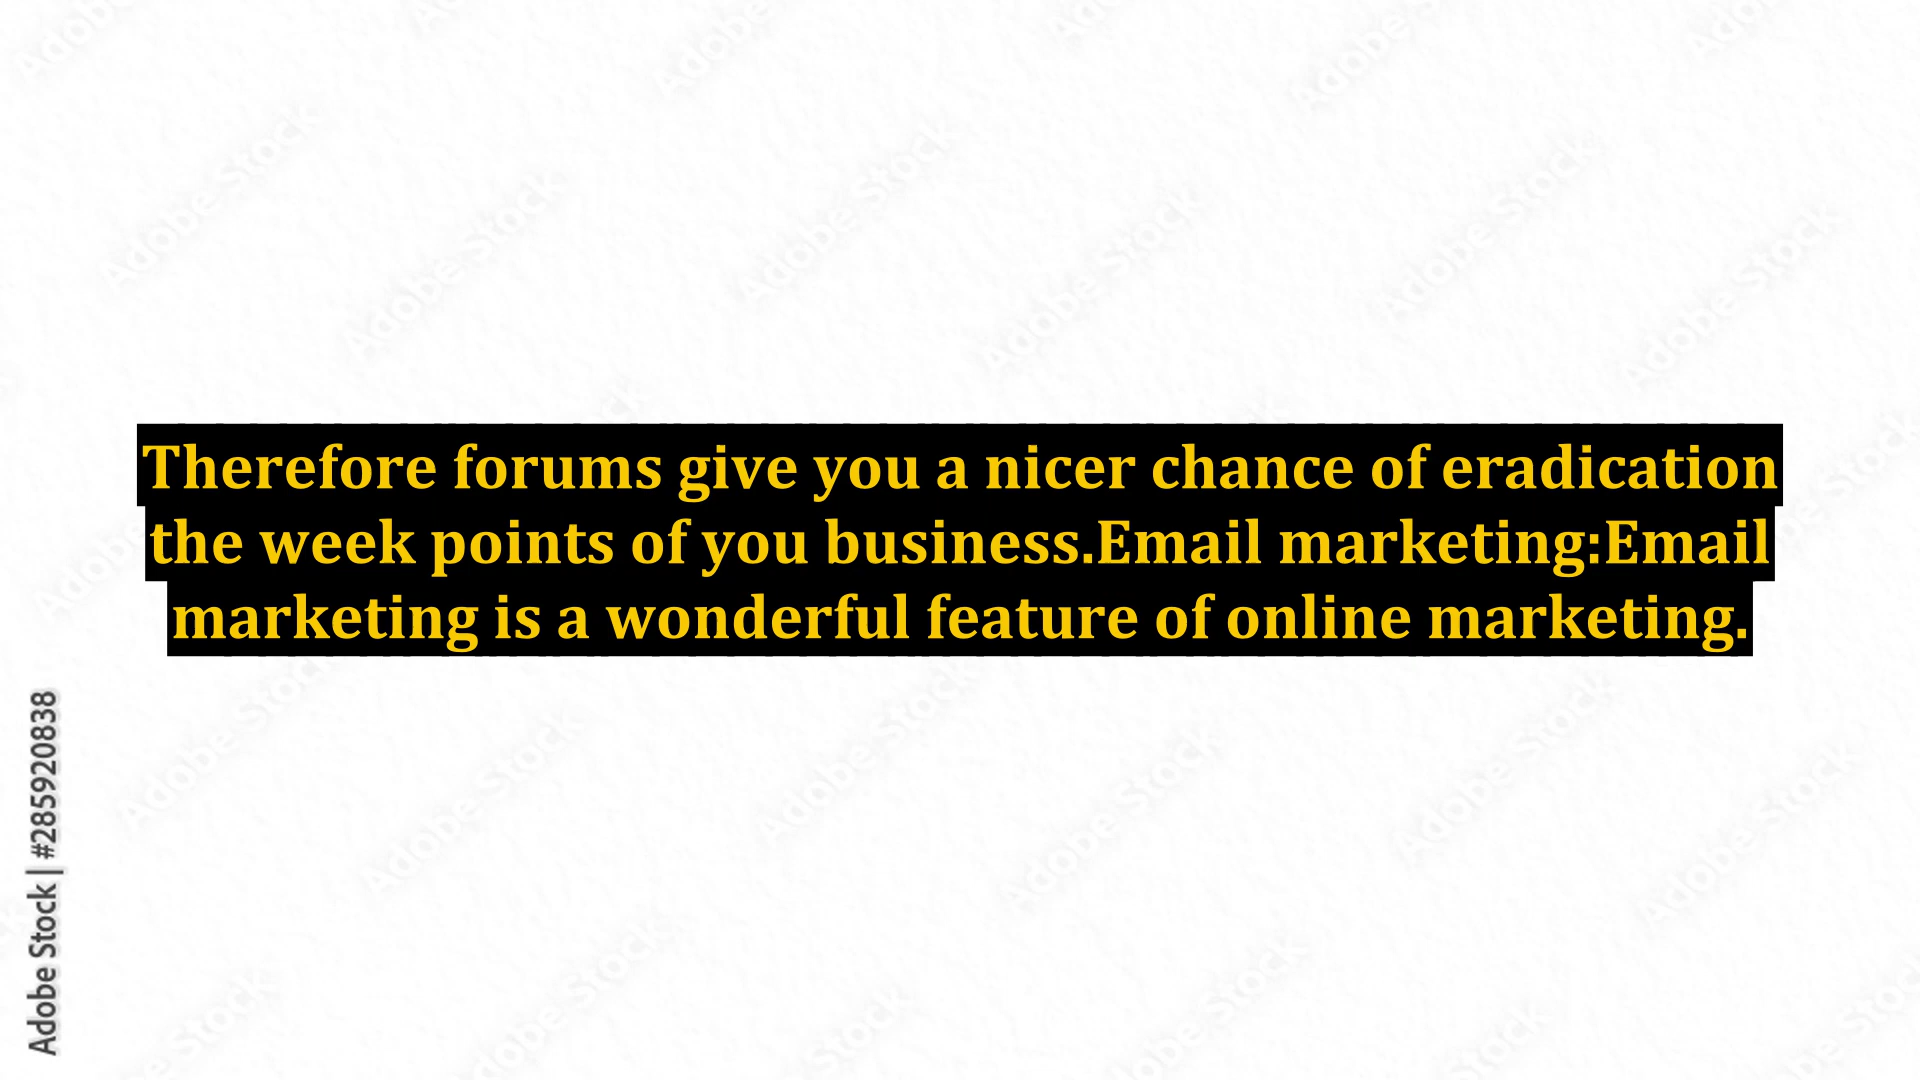 Therefore forums give you a nicer chance of eradication
the week points of you business.Email marketing:Email
marketing is a wonderful feature of online marketing.
Adobe Stock | #285920838